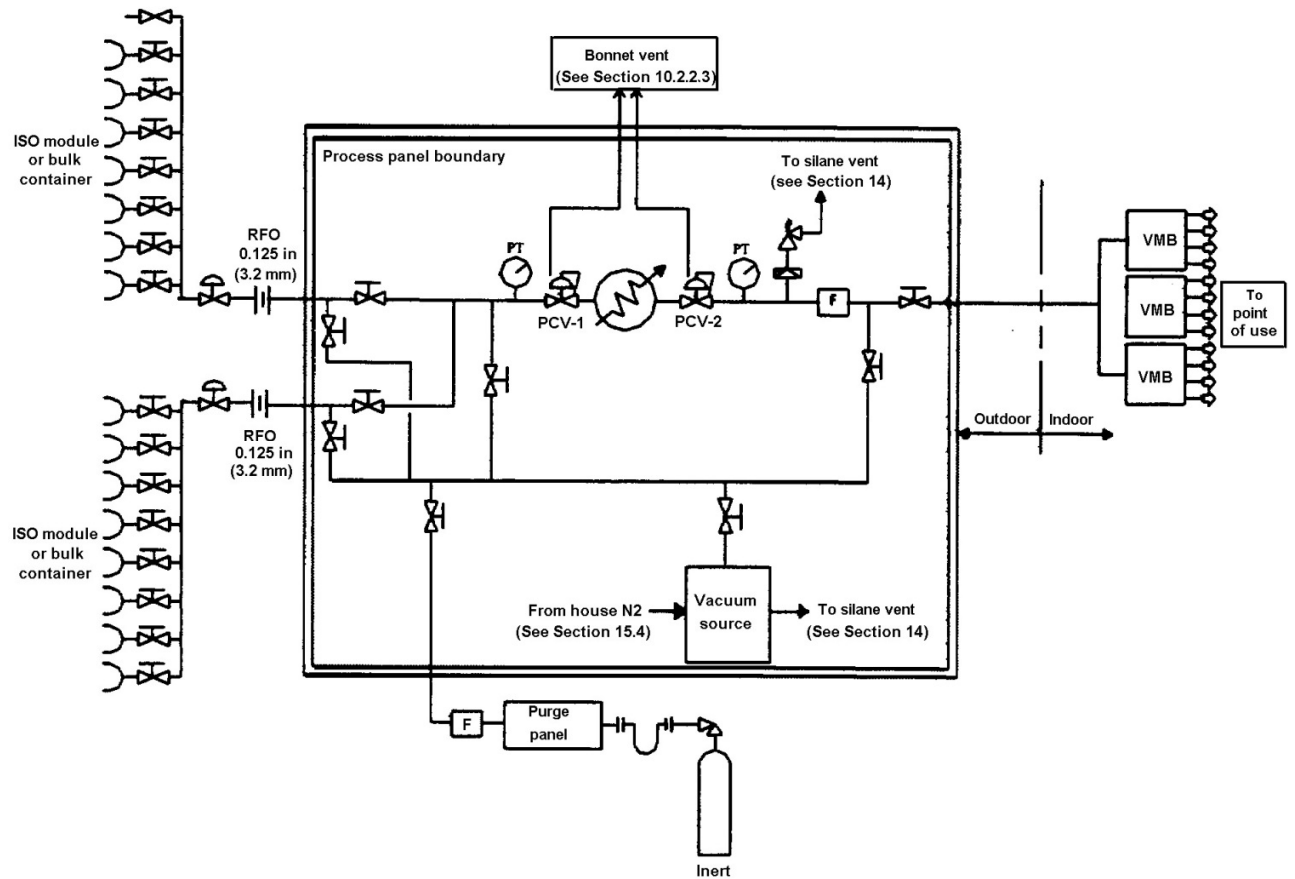 Bonnet vent
(See Section 10.2.2.3)
ISO module
or bulk
container
Process panel boundary
To silane vent
(see Section 14)
RFO
0.125 in
(3.2 mm)
PT
PT
VMB
VMB
VMB
To
point
of use
PCV-1
PCV-2
F
RFO
0.125 in
(3.2 mm)
Outdoor
Indoor
ISO module
or bulk
container
From house N2
(See Section 15.4)
Vacuum
source
To silane vent
(See Section 14)
F
Purge
panel
Inert